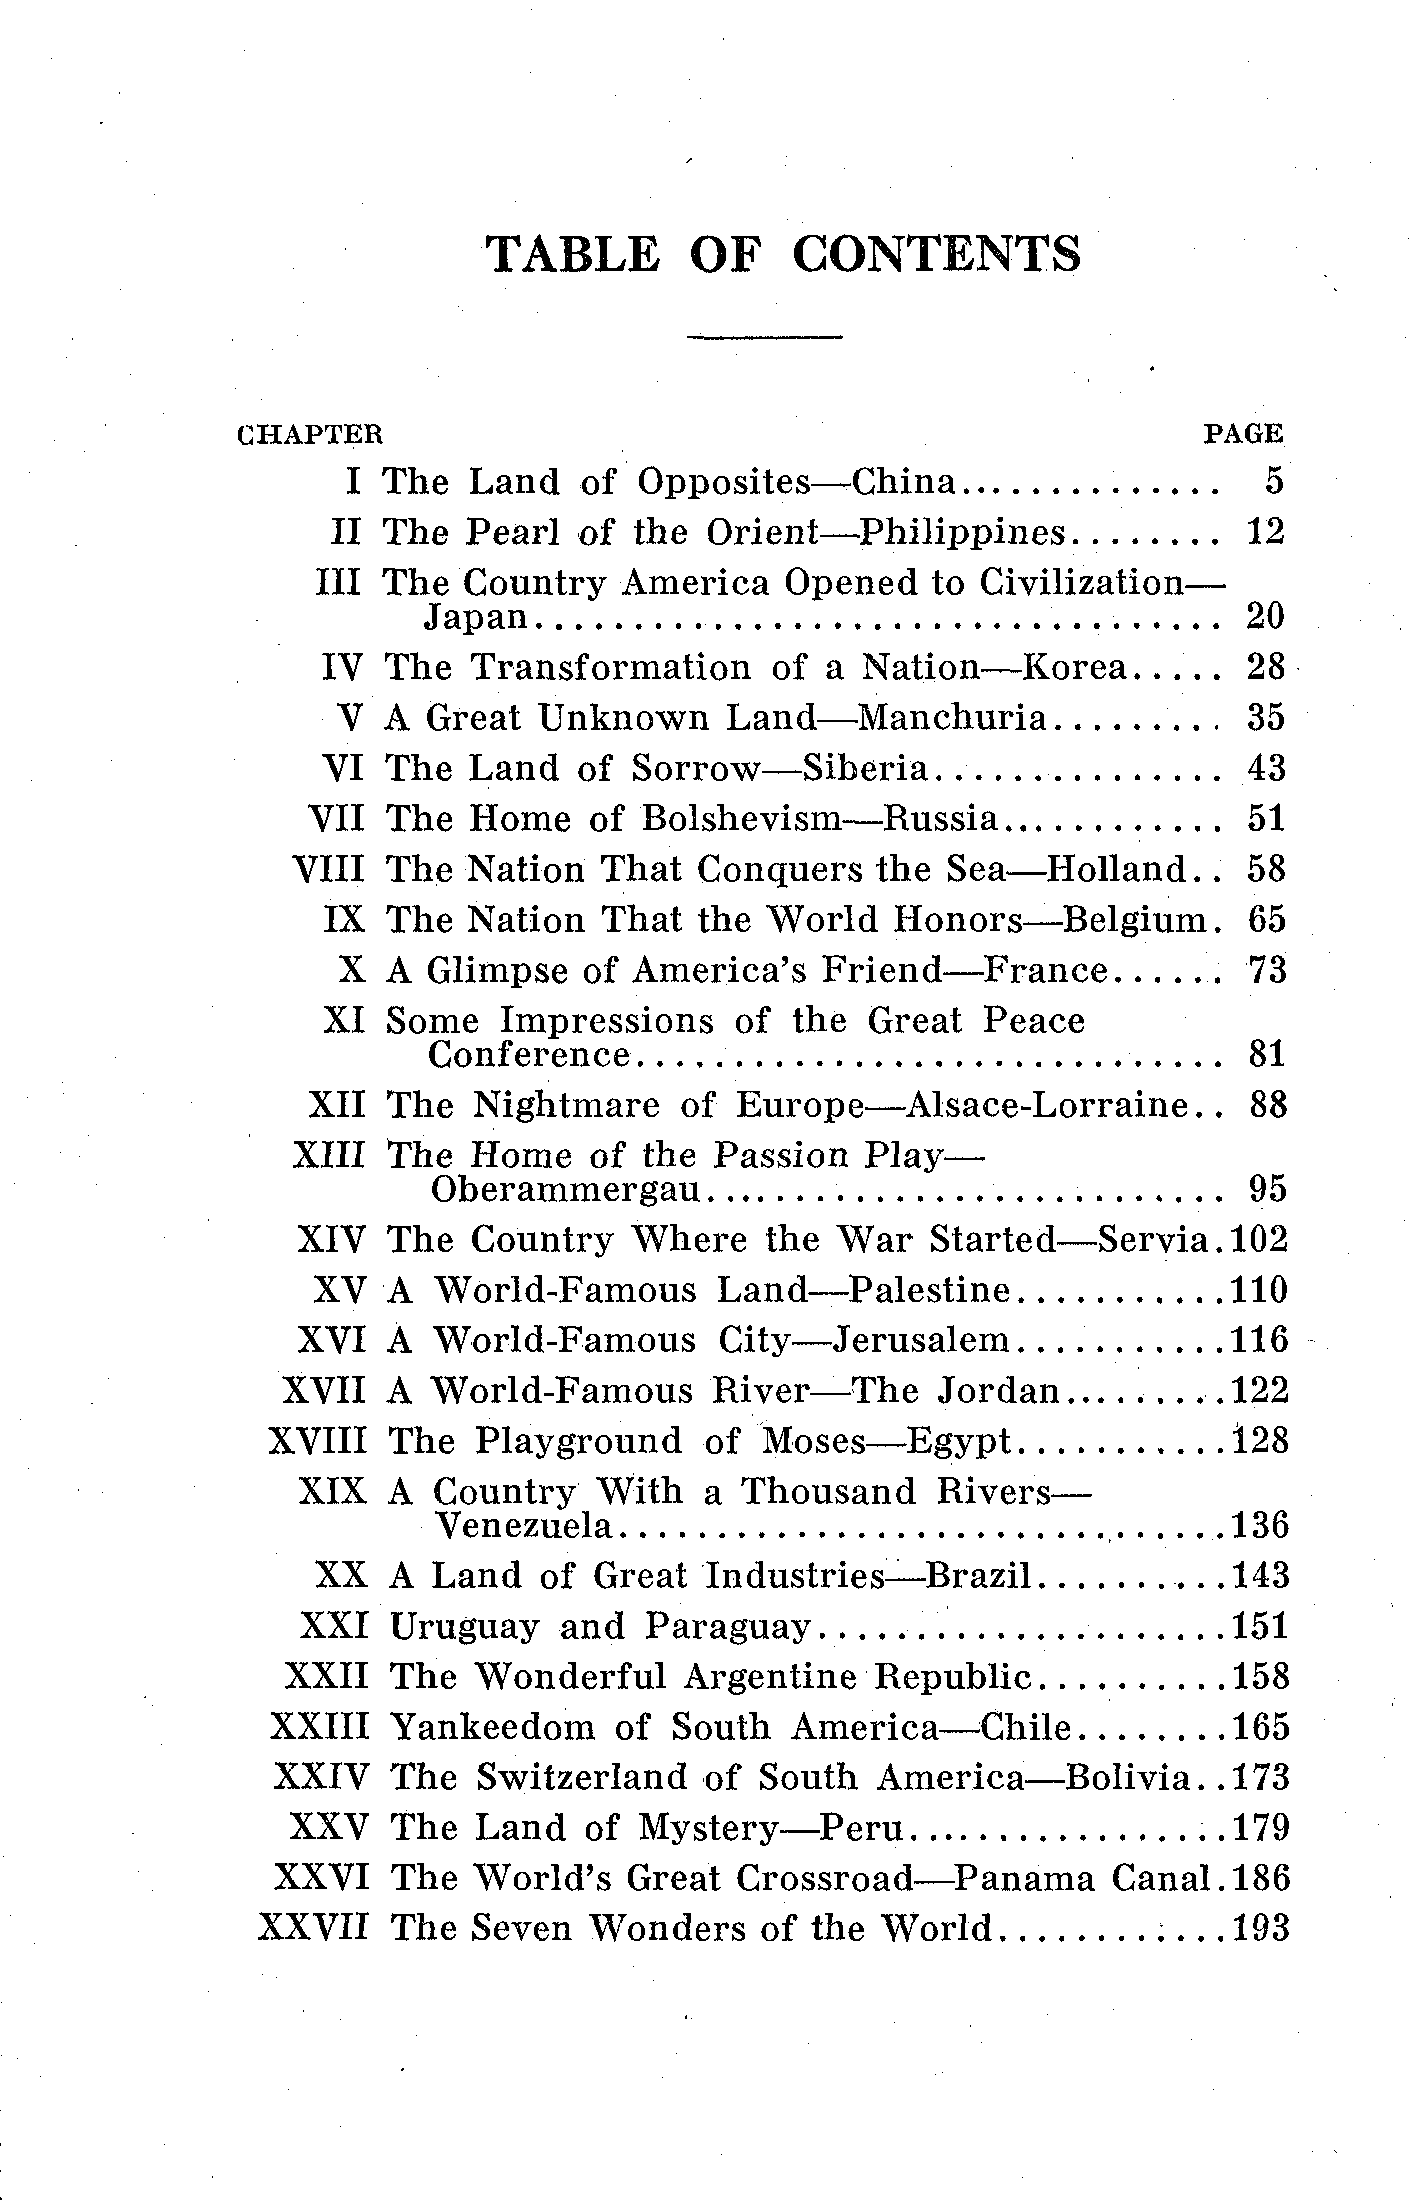 TABLE OF CONTENTS
CHAPTER PAGE
I The Land of Opposites—China.............. 5
II The Pearl of the Orient—Philippines........ 12
III The Country America Opened to Civilization—
Japan................................... 20
IV The Transformation of a Nation—Korea..... 28
V A Great Unknown Land—Manchuria......... 35
VI The Land of Sorrow—Siberia............... 43
VII The Home of Bolshevism—Russia............ 51
VIII The Nation That Conquers the Sea—Holland.. 58
IX The Nation That the World Honors—Belgium. 65
X A Glimpse of America's Friend—France...... 73
XI Some Impressions of the Great Peace
Conference.............................. 81
XII The Nightmare of Europe—Alsace-Lorraine.. 88
XIII The Home of the Passion Play—
Oberammergau.......................... 95
XIV The Country Where the War Started—Servia.102
XV A World-Famous Land—Palestine...........110
XVI A World-Famous City—Jerusalem...........116
XVII A World-Famous River—The Jordan.........122
XVIII The Playground of Moses—Egypt...........128
XIX A Country With a Thousand Rivers—
Venezuela...............................136
XX A Land of Great Industries—Brazil..........143
XXI Uruguay and Paraguay.....................151
XXII The Wonderful Argentine Republic..........158
XXIII Yankeedom of South America—Chile........165
XXIV The Switzerland of South America—Bolivia..173
XXV The Land of Mystery—Peru.................179
XXVI The World's Great Crossroad—Panama Canal.186
XXVII The Seven Wonders of the World............193